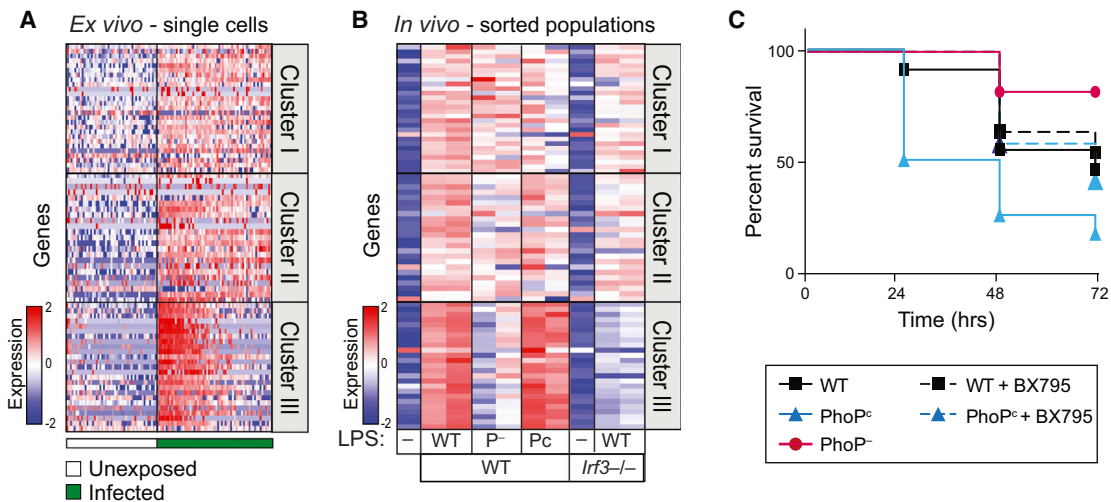 A
Ex vivo - single cells
Genes
Cluster I
Cluster II
Cluster III
Expression
2
0
-2
Unexposed
Infected
B
In vivo - sorted populations
Genes
Cluster I
Cluster II
Cluster III
Expression
2
0
-2
LPS: – WT P⁻ Pc – WT
WT Irf3–/–
C
Percent survival
100
50
0
0 24 48 72
Time (hrs)
WT WT + BX795
PhoPᶜ PhoPᶜ + BX795
PhoP⁻